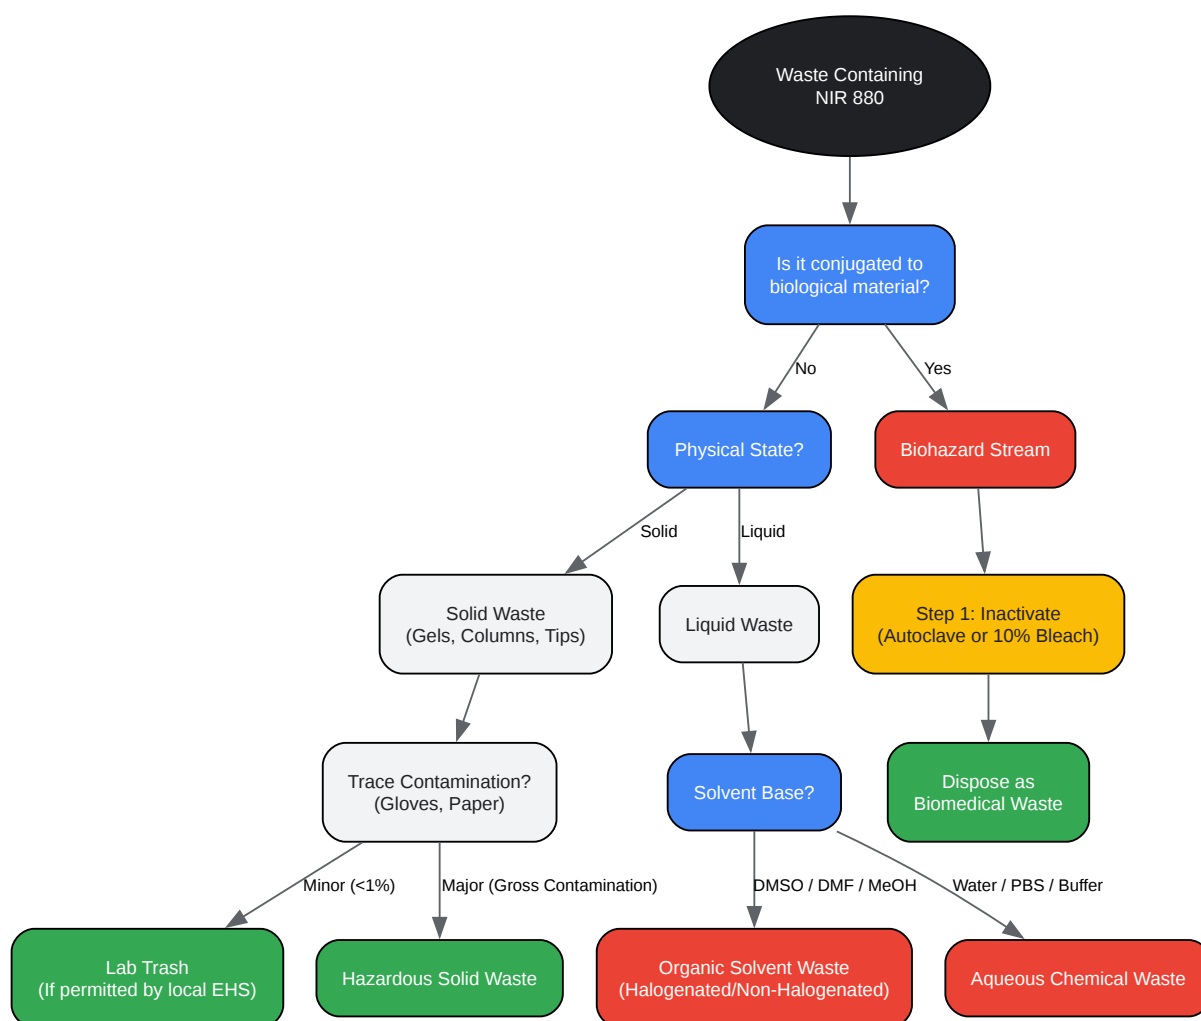 Waste Containing
NIR 880
Is it conjugated to
biological material?
No
Yes
Physical State?
Biohazard Stream
Solid
Liquid
Solid Waste
(Gels, Columns, Tips)
Liquid Waste
Step 1: Inactivate
(Autoclave or 10% Bleach)
Trace Contamination?
(Gloves, Paper)
Solvent Base?
Dispose as
Biomedical Waste
Minor (<1%)
Major (Gross Contamination)
DMSO / DMF / MeOH
Water / PBS / Buffer
Lab Trash
(If permitted by local EHS)
Hazardous Solid Waste
Organic Solvent Waste
(Halogenated/Non-Halogenated)
Aqueous Chemical Waste